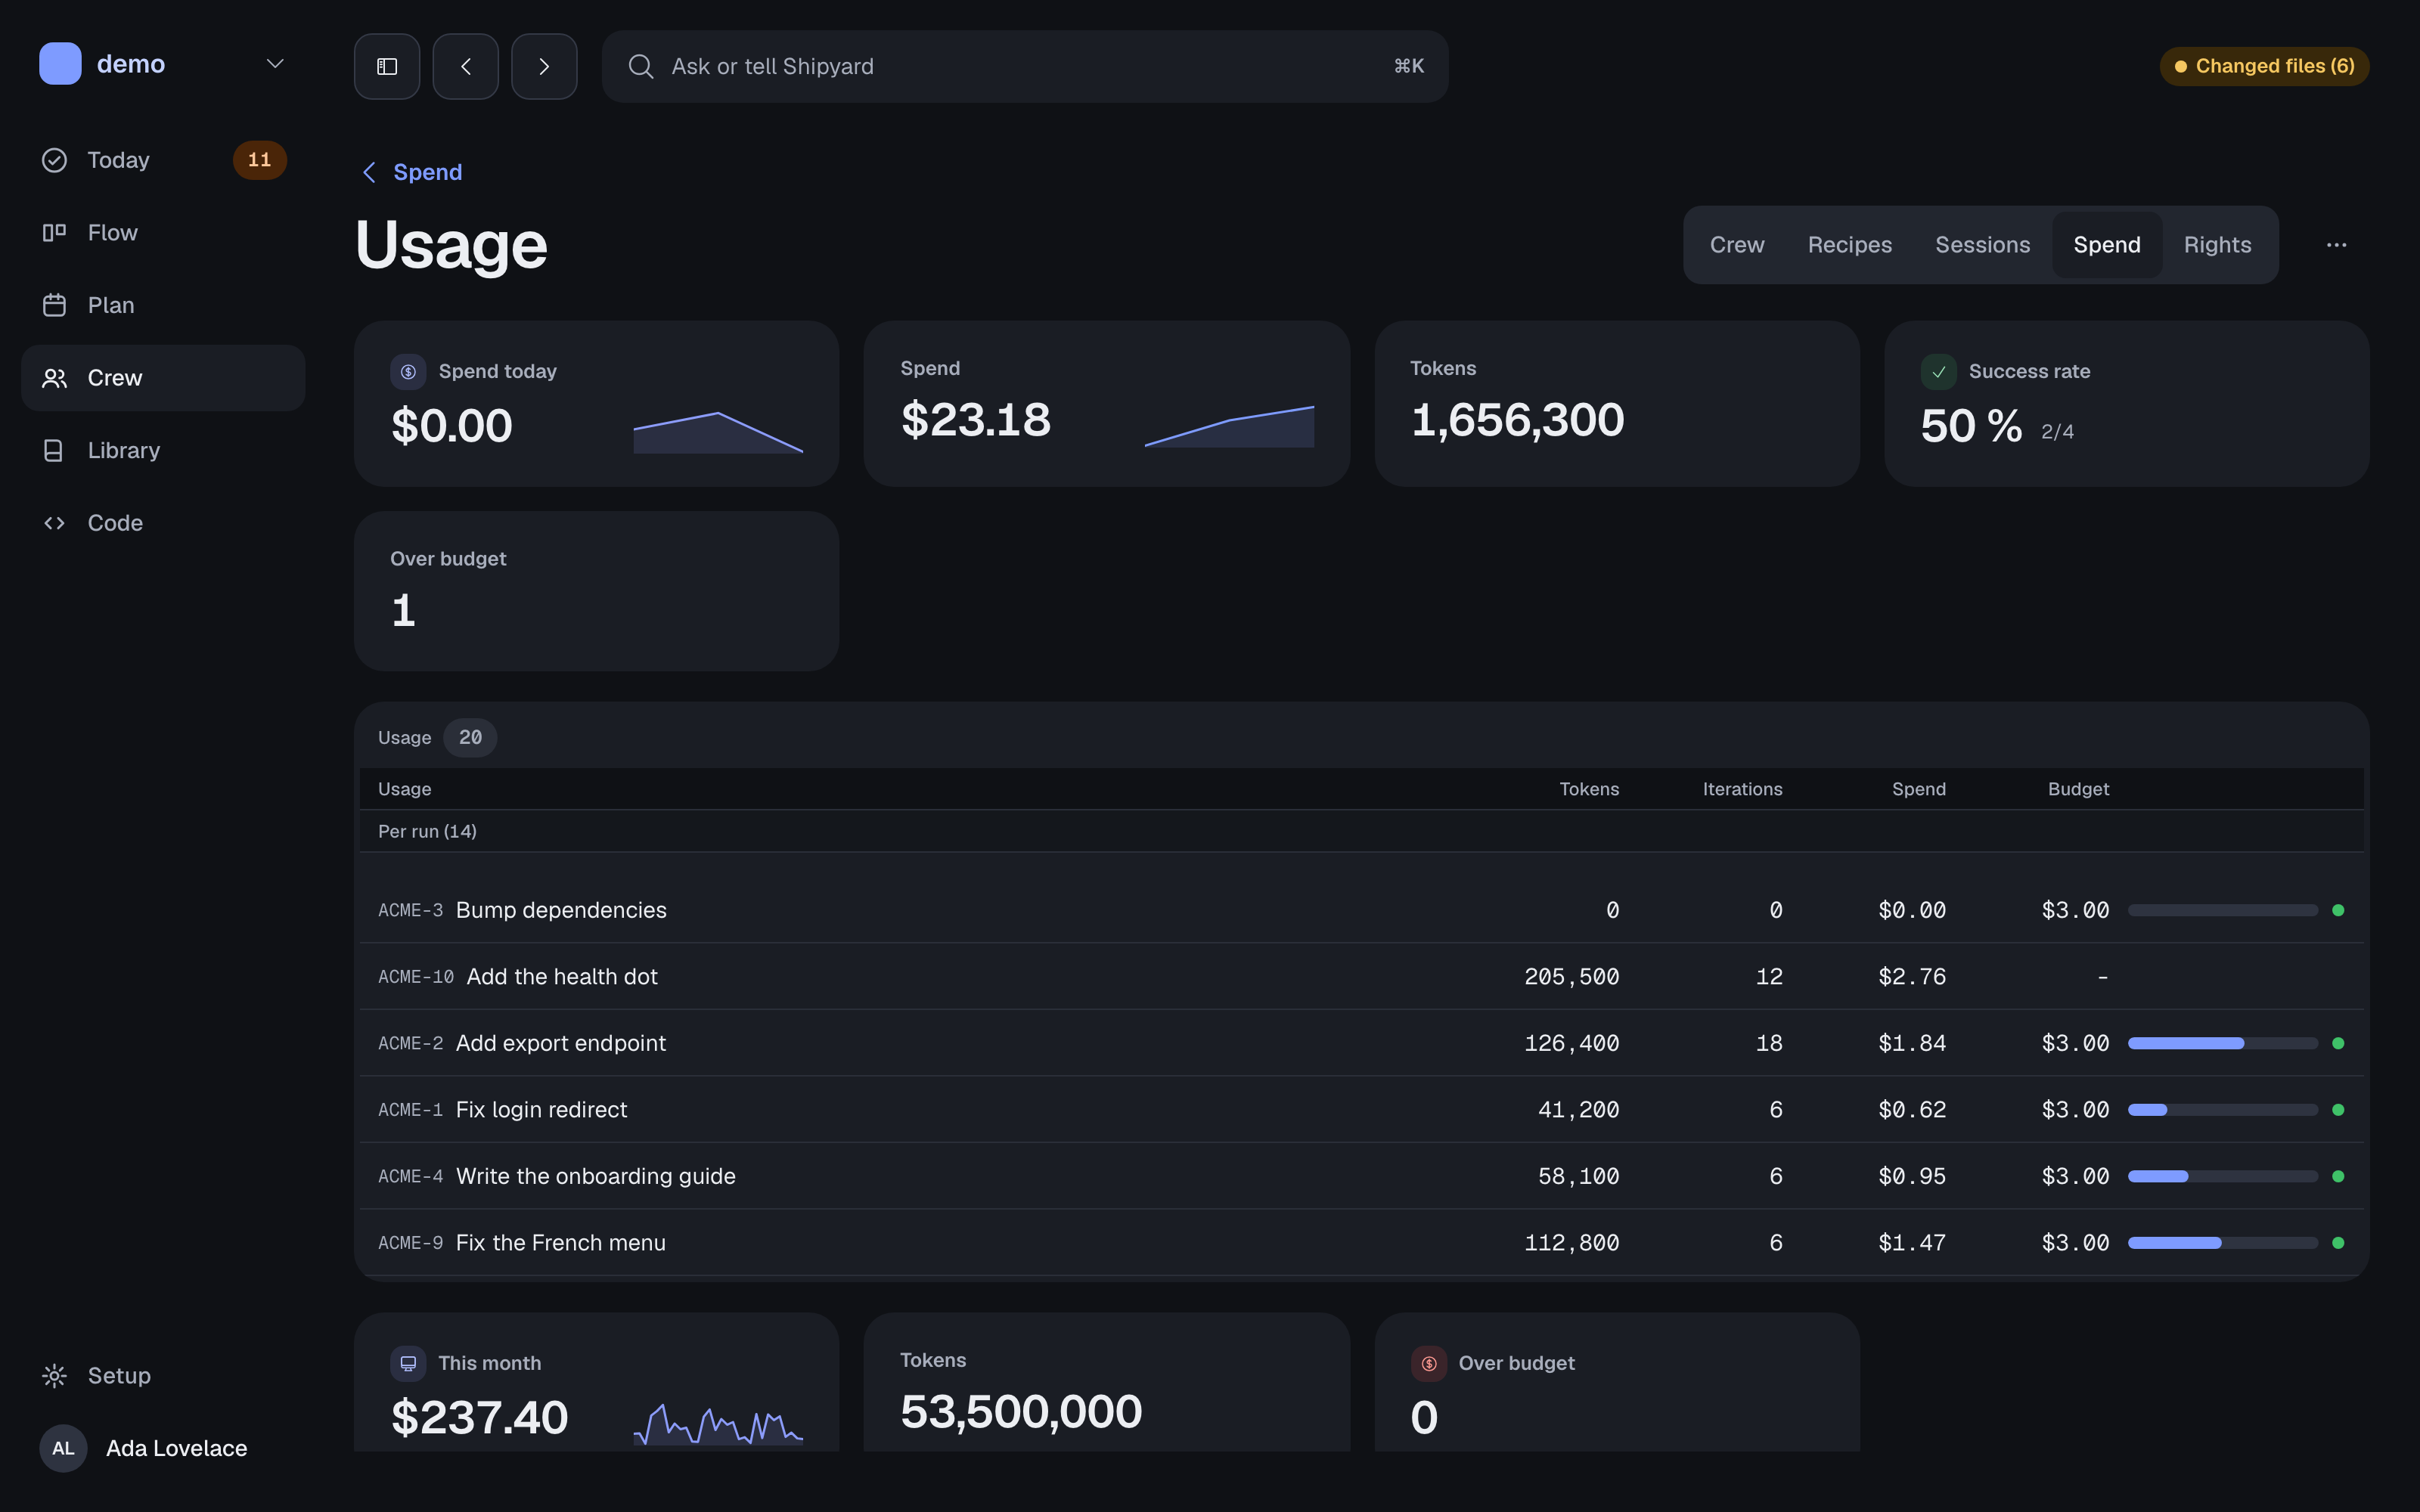 demo
Ask or tell Shipyard
⌘K
Changed files (6)
Today
11
Flow
Plan
Crew
Library
Code
Setup
AL
Ada Lovelace
Spend
Usage
Crew
Recipes
Sessions
Spend
Rights
Spend today
$0.00
Spend
$23.18
Tokens
1,656,300
Success rate
50 % 2/4
Over budget
1
Usage 20
Usage Tokens Iterations Spend Budget
Per run (14)
ACME-3 Bump dependencies 0 0 $0.00 $3.00
ACME-10 Add the health dot 205,500 12 $2.76 -
ACME-2 Add export endpoint 126,400 18 $1.84 $3.00
ACME-1 Fix login redirect 41,200 6 $0.62 $3.00
ACME-4 Write the onboarding guide 58,100 6 $0.95 $3.00
ACME-9 Fix the French menu 112,800 6 $1.47 $3.00
This month
$237.40
Tokens
53,500,000
Over budget
0